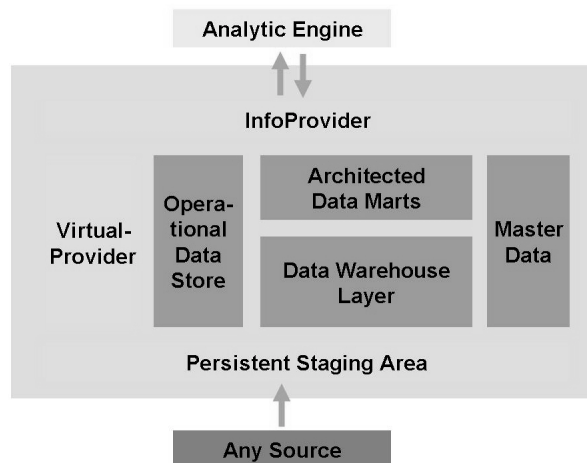 Analytic Engine
InfoProvider
Virtual-
Provider
Opera-
tional
Data
Store
Architected
Data Marts
Data Warehouse
Layer
Master
Data
Persistent Staging Area
Any Source